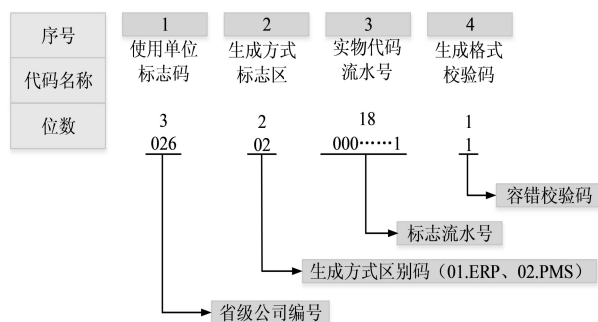 序号 1 2 3 4
代码名称 使用单位 生成方式 实物代码 生成格式
标志码 标志区 流水号 校验码
位数 3 2 18 1
026 02 000……1 1
容错校验码
标志流水号
生成方式区别码（01.ERP、02.PMS）
省级公司编号